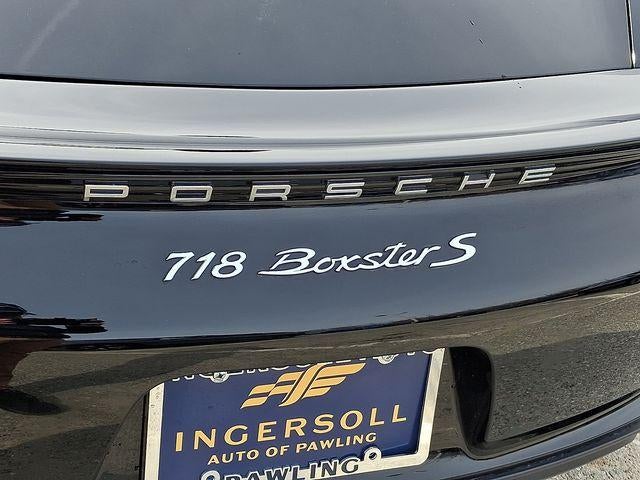 PORSCHE
718 Boxster S
INGERSOLL
AUTO OF PAWLING
PAWLING